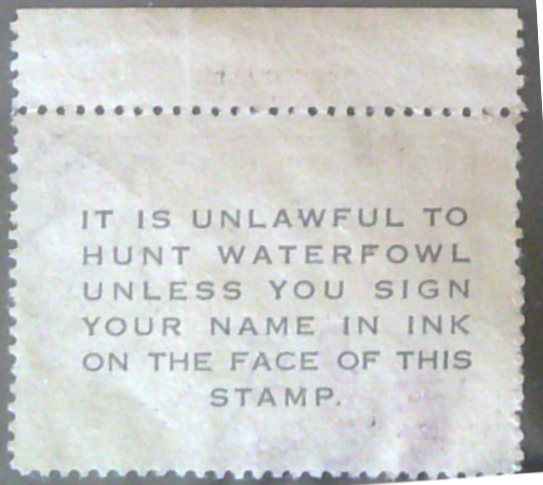 IT IS UNLAWFUL TO
HUNT WATERFOWL
UNLESS YOU SIGN
YOUR NAME IN INK
ON THE FACE OF THIS
STAMP.